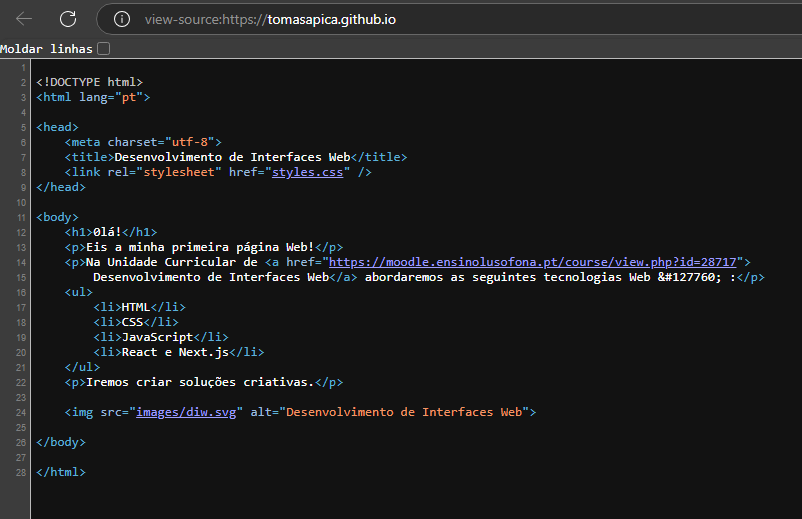 view-source:https://tomasapica.github.io
Moldar linhas
1
2 <!DOCTYPE html>
3 <html lang="pt">
4
5 <head>
6 <meta charset="utf-8">
7 <title>Desenvolvimento de Interfaces Web</title>
8 <link rel="stylesheet" href="styles.css" />
9 </head>
10
11 <body>
12 <h1>Olá!</h1>
13 <p>Eis a minha primeira página Web!</p>
14 <p>Na Unidade Curricular de <a href="https://moodle.ensinolusofona.pt/course/view.php?id=28717">
15 Desenvolvimento de Interfaces Web</a> abordaremos as seguintes tecnologias Web &#127760; :</p>
16 <ul>
17 <li>HTML</li>
18 <li>CSS</li>
19 <li>JavaScript</li>
20 <li>React e Next.js</li>
21 </ul>
22 <p>Iremos criar soluções criativas.</p>
23
24 <img src="images/diw.svg" alt="Desenvolvimento de Interfaces Web">
25
26 </body>
27
28 </html>